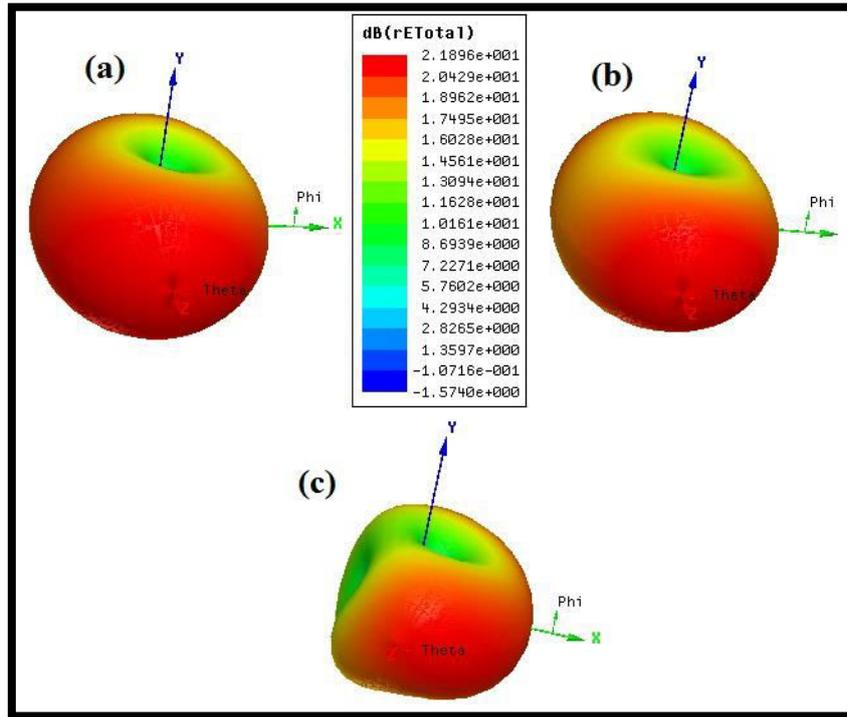 (a)
Y
Phi
X
Theta
Z
dB(rETotal)
2.1896e+001
2.0429e+001
1.8962e+001
1.7495e+001
1.6028e+001
1.4561e+001
1.3094e+001
1.1628e+001
1.0161e+001
8.6939e+000
7.2271e+000
5.7602e+000
4.2934e+000
2.8265e+000
1.3597e+000
-1.0716e-001
-1.5740e+000
(b)
Y
Phi
Theta
Z
(c)
Y
Phi
X
Z
Theta